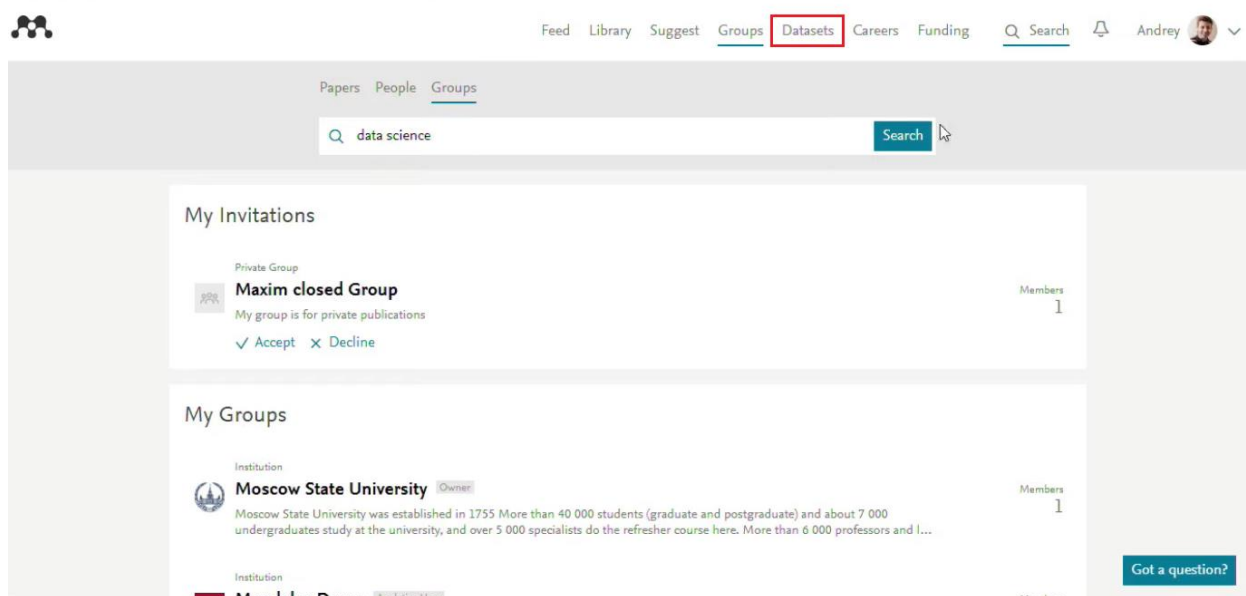 Feed Library Suggest Groups Datasets Careers Funding Search Andrey
Papers People Groups
data science Search
My Invitations
Private Group
Maxim closed Group
My group is for private publications
Members
1
Accept Decline
My Groups
Institution
Moscow State University Owner
Moscow State University was established in 1755 More than 40 000 students (graduate and postgraduate) and about 7 000
undergraduates study at the university, and over 5 000 specialists do the refresher course here. More than 6 000 professors and l...
Members
1
Got a question?
Institution